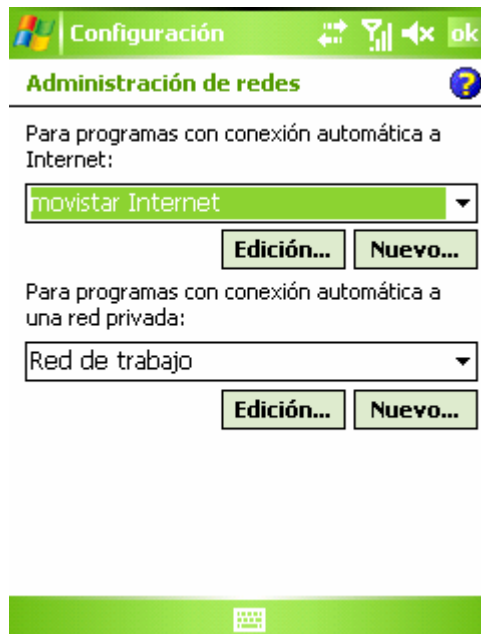 Configuración ok
Administración de redes ?
Para programas con conexión automática a
Internet:
movistar Internet
Edición... Nuevo...
Para programas con conexión automática a
una red privada:
Red de trabajo
Edición... Nuevo...